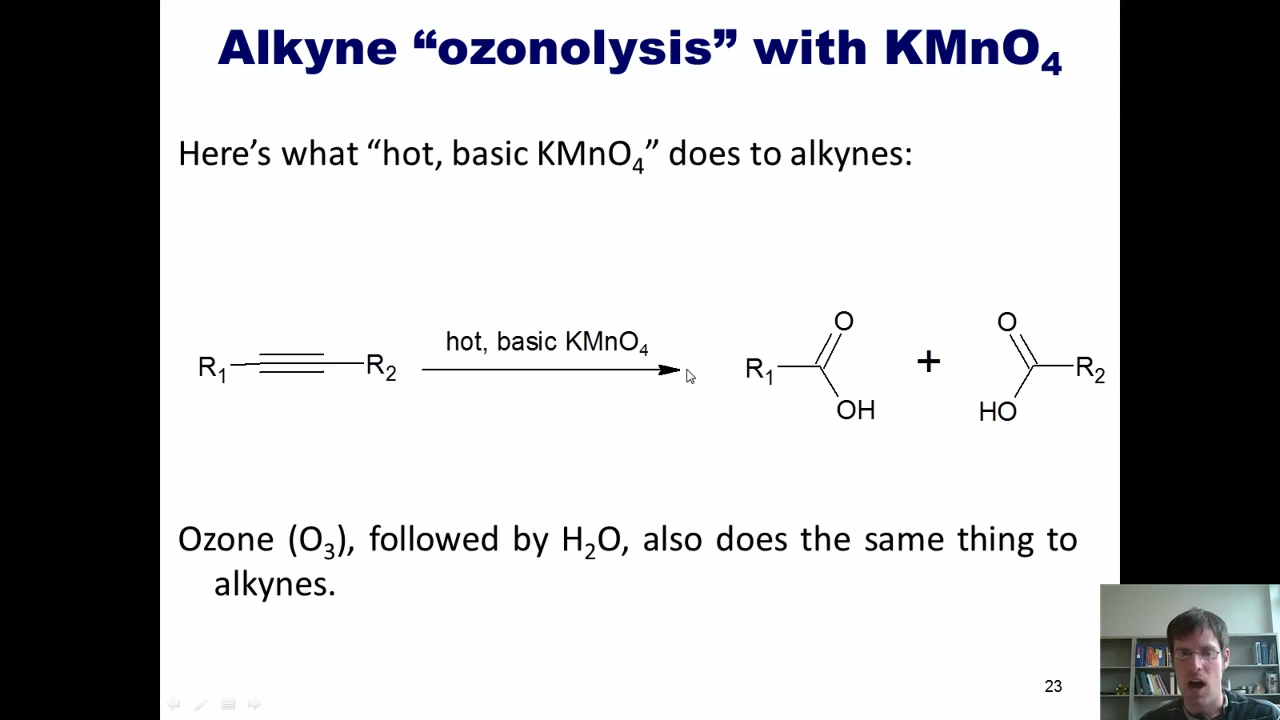 Alkyne “ozonolysis” with KMnO₄
Here’s what “hot, basic KMnO₄” does to alkynes:
hot, basic KMnO₄
R₁
R₂
R₁
O
OH
+
O
HO
R₂
Ozone (O₃), followed by H₂O, also does the same thing to
alkynes.
23